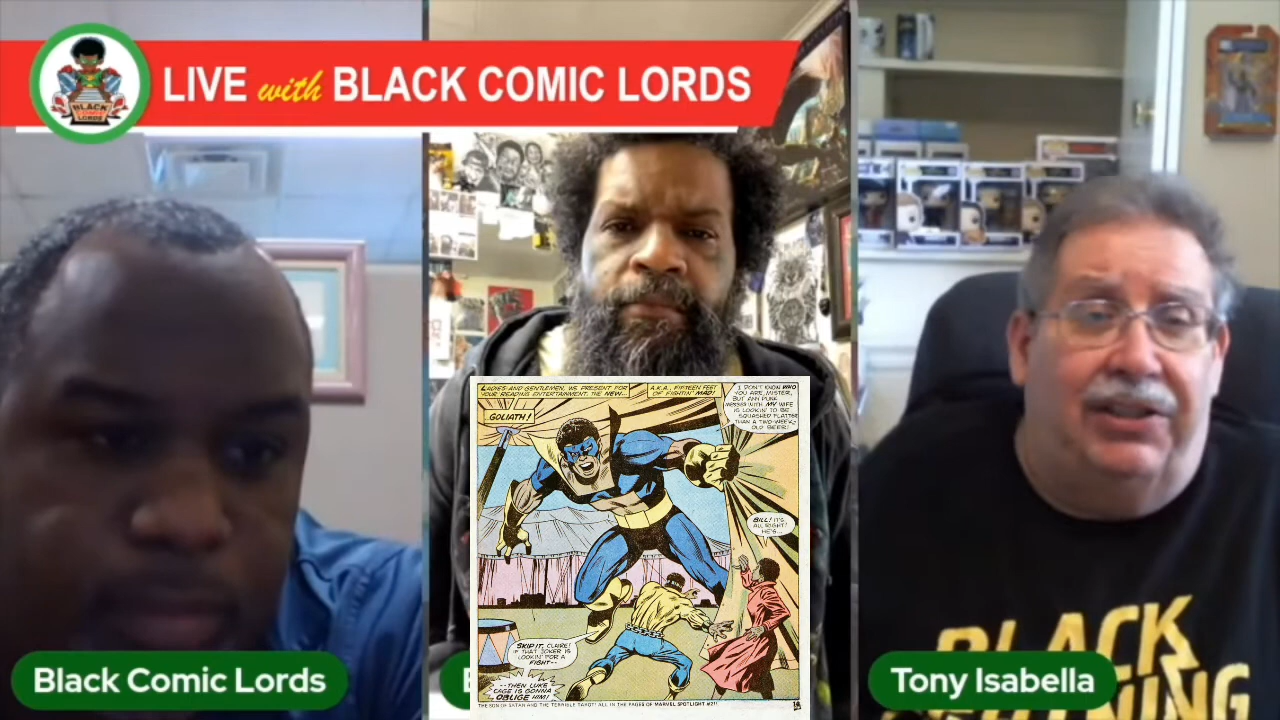 LIVE with BLACK COMIC LORDS
BLACK
COMIC
LORDS
LADIES AND GENTLEMEN, WE PRESENT FOR
YOUR READING ENTERTAINMENT: THE NEW...
GOLIATH!
A.K.A. FIFTEEN FEET
OF FIGHTIN' MAD!
I DON'T KNOW WHO
YOU ARE, MISTER,
BUT ANY PUNK
MESSES WITH MY WIFE
IS LOOKIN' TO BE
SQUASHED FLATTER
THAN A TWO-WEEK-
OLD BEER!
BILL! IT'S
ALL RIGHT!
HE'S...
SKIP IT, CLAIRE!
IF THAT JOKER IS
LOOKIN' FOR A
FIGHT--
--THEN LUKE
CAGE IS GONNA
OBLIGE HIM!
THE SON OF SATAN AND THE TERRIBLE TAROT! ALL IN THE PAGES OF MARVEL SPOTLIGHT #27!
Black Comic Lords
Tony Isabella
BLACK